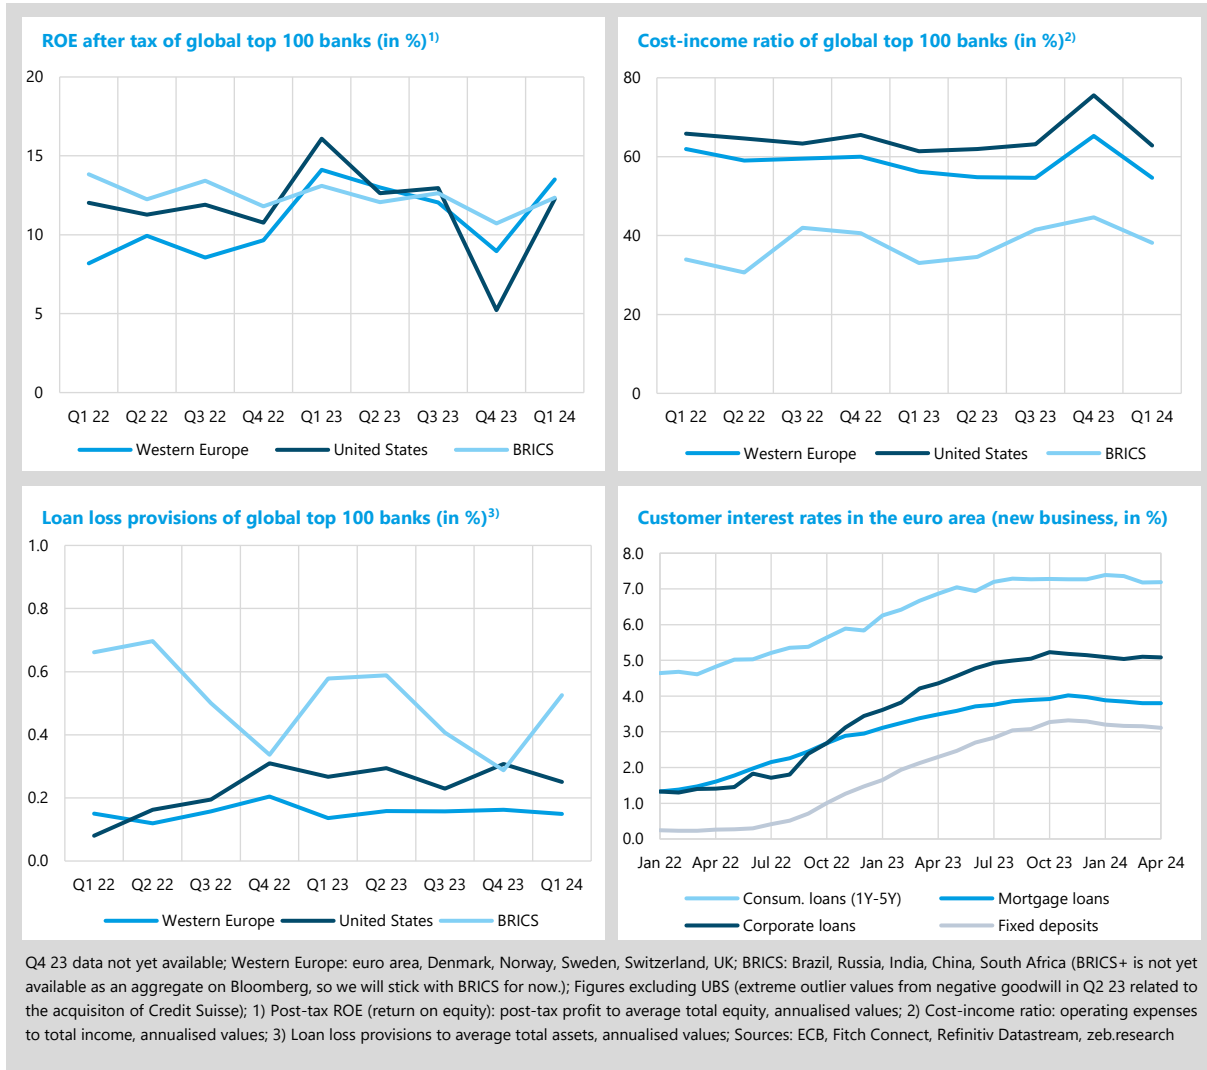 ROE after tax of global top 100 banks (in %)1)
20
15
10
5
0
Q1 22 Q2 22 Q3 22 Q4 22 Q1 23 Q2 23 Q3 23 Q4 23 Q1 24
Western Europe United States BRICS
Cost-income ratio of global top 100 banks (in %)2)
80
60
40
20
0
Q1 22 Q2 22 Q3 22 Q4 22 Q1 23 Q2 23 Q3 23 Q4 23 Q1 24
Western Europe United States BRICS
Loan loss provisions of global top 100 banks (in %)3)
1.0
0.8
0.6
0.4
0.2
0.0
Q1 22 Q2 22 Q3 22 Q4 22 Q1 23 Q2 23 Q3 23 Q4 23 Q1 24
Western Europe United States BRICS
Customer interest rates in the euro area (new business, in %)
8.0
7.0
6.0
5.0
4.0
3.0
2.0
1.0
0.0
Jan 22 Apr 22 Jul 22 Oct 22 Jan 23 Apr 23 Jul 23 Oct 23 Jan 24 Apr 24
Consum. loans (1Y-5Y) Mortgage loans
Corporate loans Fixed deposits
Q4 23 data not yet available; Western Europe: euro area, Denmark, Norway, Sweden, Switzerland, UK; BRICS: Brazil, Russia, India, China, South Africa (BRICS+ is not yet
available as an aggregate on Bloomberg, so we will stick with BRICS for now.); Figures excluding UBS (extreme outlier values from negative goodwill in Q2 23 related to
the acquisiton of Credit Suisse); 1) Post-tax ROE (return on equity): post-tax profit to average total equity, annualised values; 2) Cost-income ratio: operating expenses
to total income, annualised values; 3) Loan loss provisions to average total assets, annualised values; Sources: ECB, Fitch Connect, Refinitiv Datastream, zeb.research